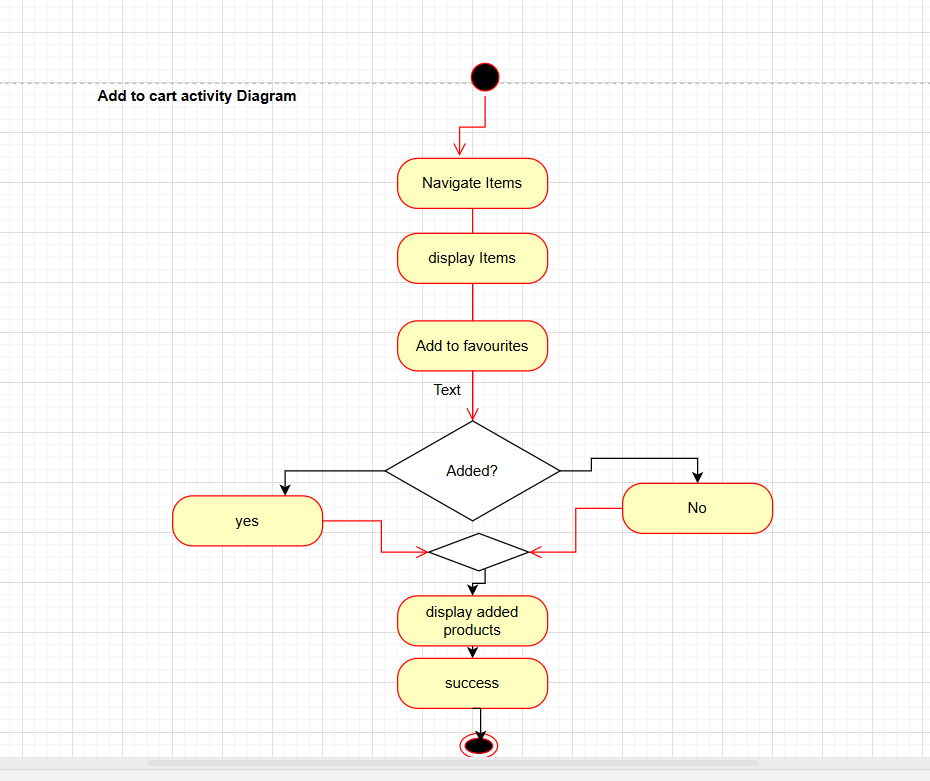 Add to cart activity Diagram
Navigate Items
display Items
Add to favourites
Text
Added?
yes
No
display added
products
success